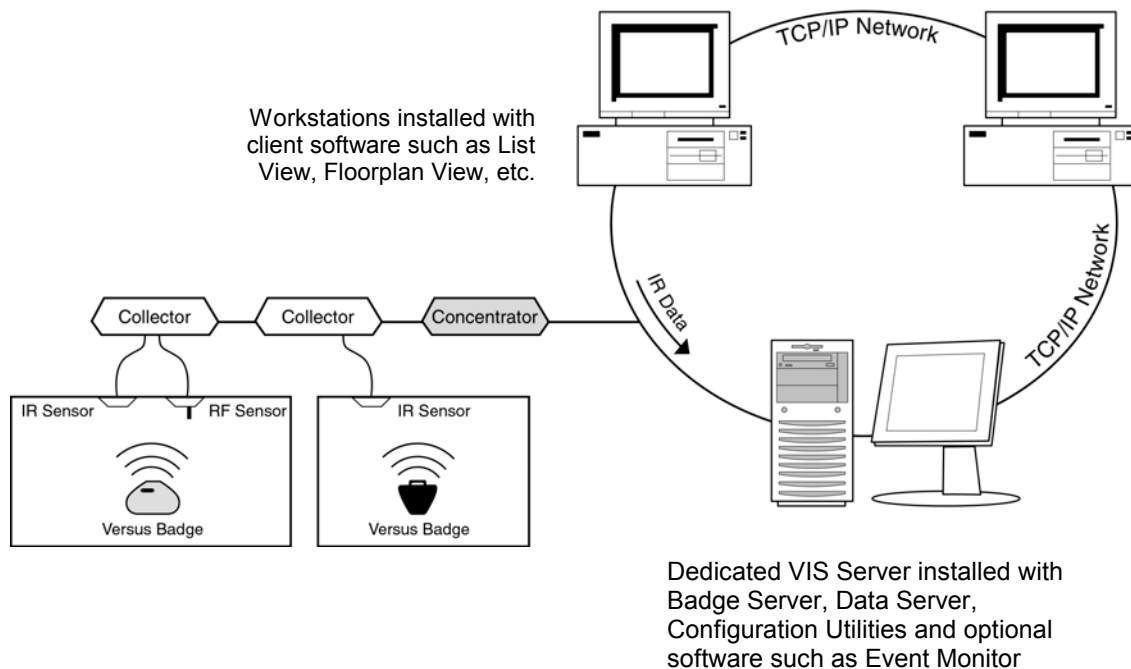 TCP/IP Network
Workstations installed with
client software such as List
View, Floorplan View, etc.
IR Data
TCP/IP Network
Collector
Collector
Concentrator
IR Sensor
RF Sensor
IR Sensor
Versus Badge
Versus Badge
Dedicated VIS Server installed with
Badge Server, Data Server,
Configuration Utilities and optional
software such as Event Monitor